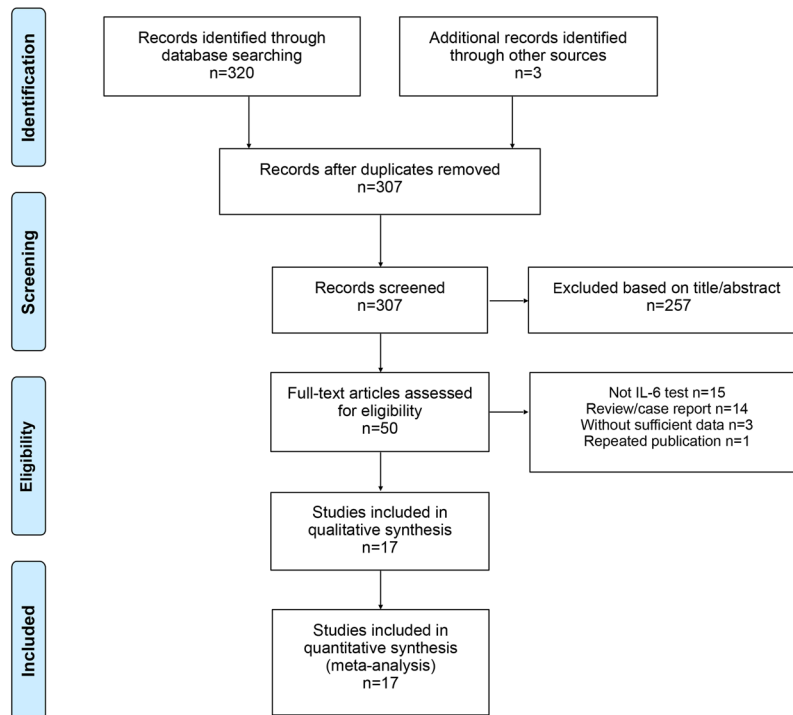 Identification
Records identified through
database searching
n=320
Additional records identified
through other sources
n=3
Records after duplicates removed
n=307
Screening
Records screened
n=307
Excluded based on title/abstract
n=257
Eligibility
Full-text articles assessed
for eligibility
n=50
Not IL-6 test n=15
Review/case report n=14
Without sufficient data n=3
Repeated publication n=1
Studies included in
qualitative synthesis
n=17
Included
Studies included in
quantitative synthesis
(meta-analysis)
n=17